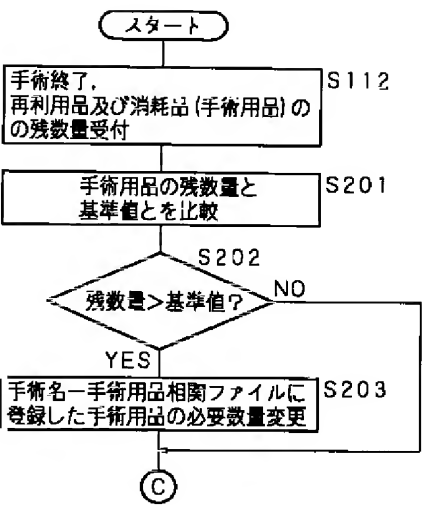 スタート
手術終了, S112
再利用品及び消耗品(手術用品)の
の残数量受付
手術用品の残数量と S201
基準値とを比較
S202
残数量>基準値?
NO
YES
手術名ー手術用品相関ファイルに S203
登録した手術用品の必要数量変更
C